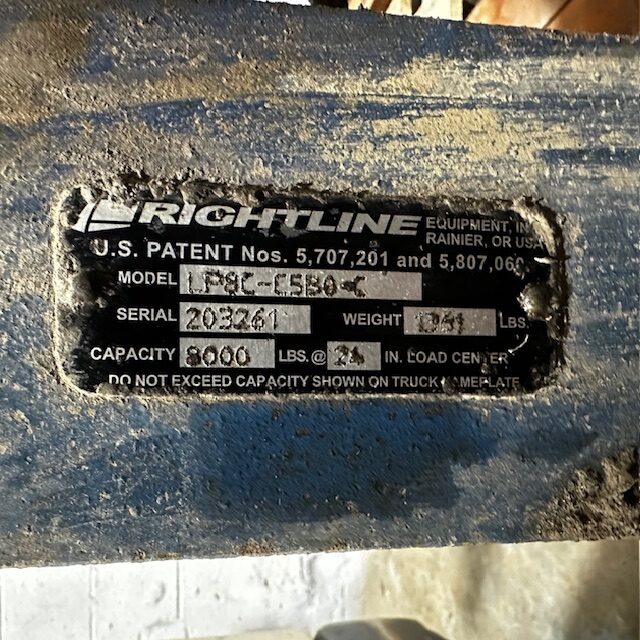 RIGHTLINE EQUIPMENT, IN
RAINIER, OR USA
U.S. PATENT Nos. 5,707,201 and 5,807,060
MODEL LP8C-C5B0-C
SERIAL 203261 WEIGHT LBS.
CAPACITY 8000 LBS.@ 24 IN. LOAD CENTER
DO NOT EXCEED CAPACITY SHOWN ON TRUCK NAMEPLATE